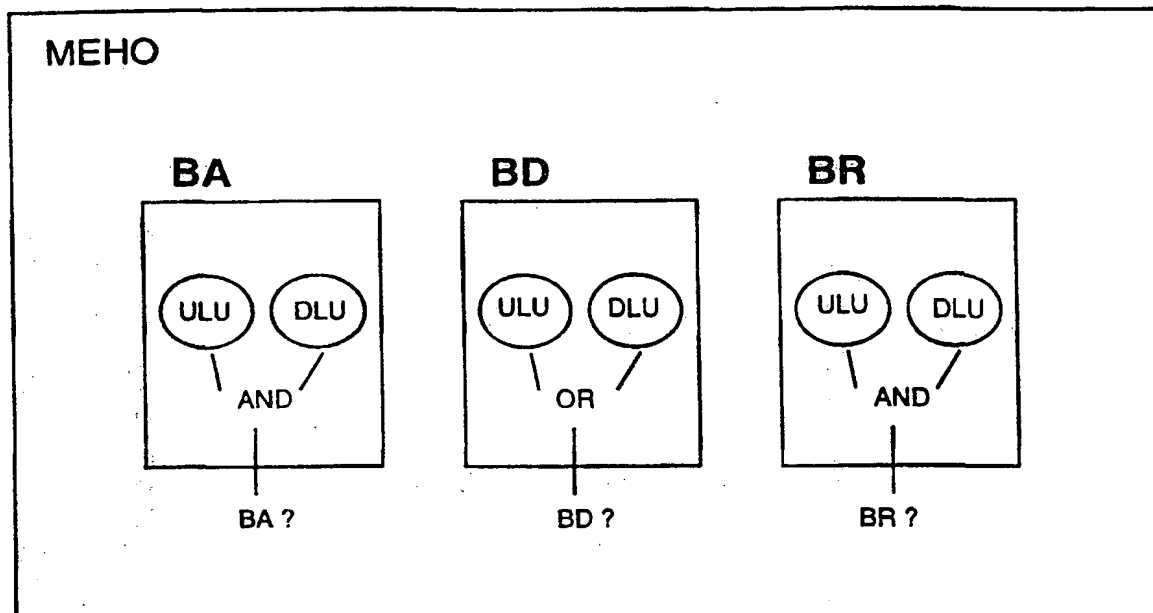 MEHO
BA BD BR
ULU DLU ULU DLU ULU DLU
AND OR AND
BA ? BD ? BR ?